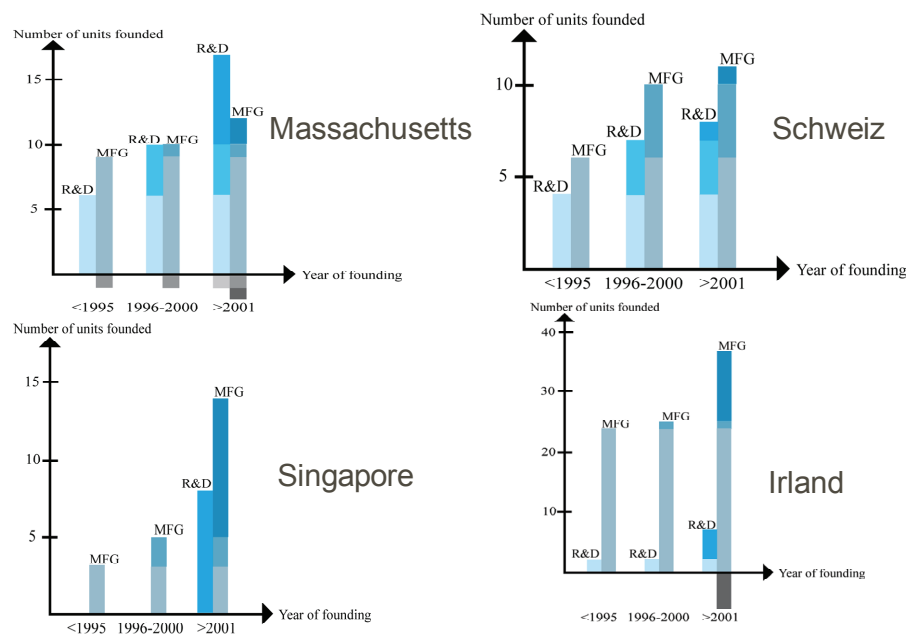 Number of units founded
15
10
5
R&D
MFG
R&D
MFG
R&D
MFG
Massachusetts
Year of founding
<1995 1996-2000 >2001
Number of units founded
10
5
R&D
MFG
R&D
MFG
R&D
MFG
Schweiz
Year of founding
<1995 1996-2000 >2001
Number of units founded
15
10
5
MFG
MFG
R&D
MFG
Singapore
Year of founding
<1995 1996-2000 >2001
Number of units founded
40
30
20
10
R&D
MFG
R&D
MFG
R&D
MFG
Irland
Year of founding
<1995 1996-2000 >2001